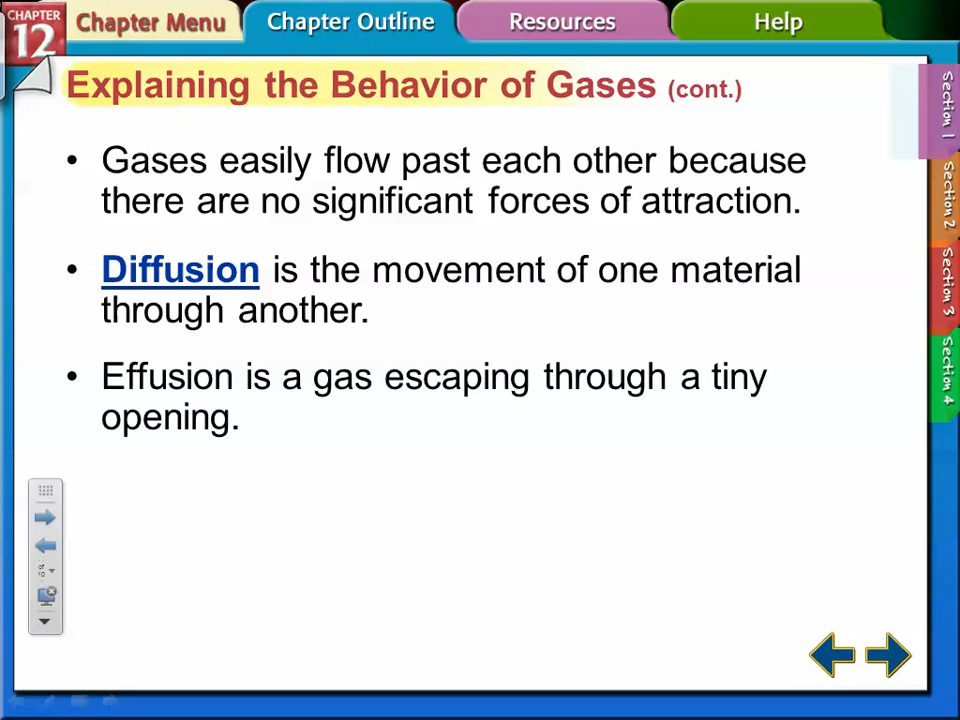 CHAPTER
12
Chapter Menu
Chapter Outline
Resources
Help
Explaining the Behavior of Gases (cont.)
• Gases easily flow past each other because
there are no significant forces of attraction.
• Diffusion is the movement of one material
through another.
• Effusion is a gas escaping through a tiny
opening.
Section 1
Section 2
Section 3
Section 4